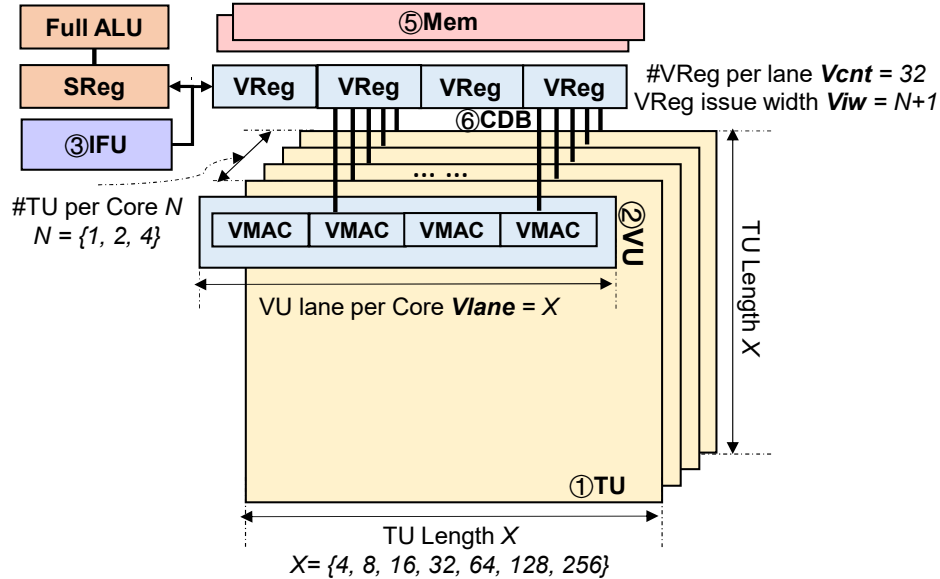 Full ALU
⑤Mem
SReg
VReg VReg VReg VReg
#VReg per lane Vcnt = 32
VReg issue width Viw = N+1
③IFU
⑥CDB
... ...
#TU per Core N
N = {1, 2, 4}
VMAC VMAC VMAC VMAC
②VU
VU lane per Core Vlane = X
TU Length X
①TU
TU Length X
X= {4, 8, 16, 32, 64, 128, 256}